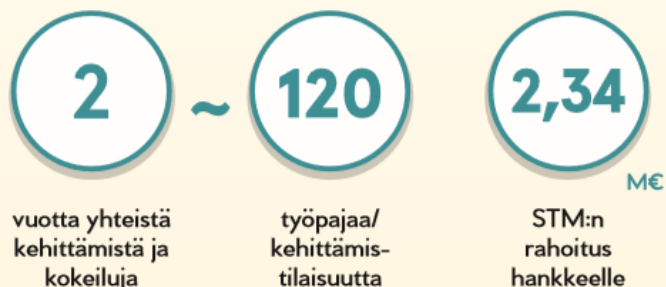 2
~ 120
2,34
M€
vuotta yhteistä
kehittämistä ja
kokeiluja
työpajaa/
kehittämis-
tilaisuutta
STM:n
rahoitus
hankkeelle